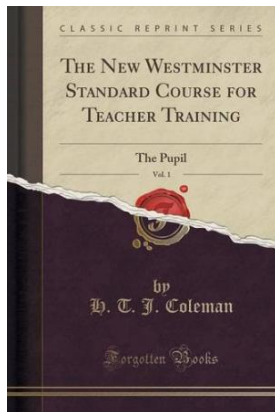 CLASSIC REPRINT SERIES
THE NEW WESTMINSTER
STANDARD COURSE FOR
TEACHER TRAINING
The Pupil
Vol. 1
by
H. T. J. Coleman
Forgotten Books